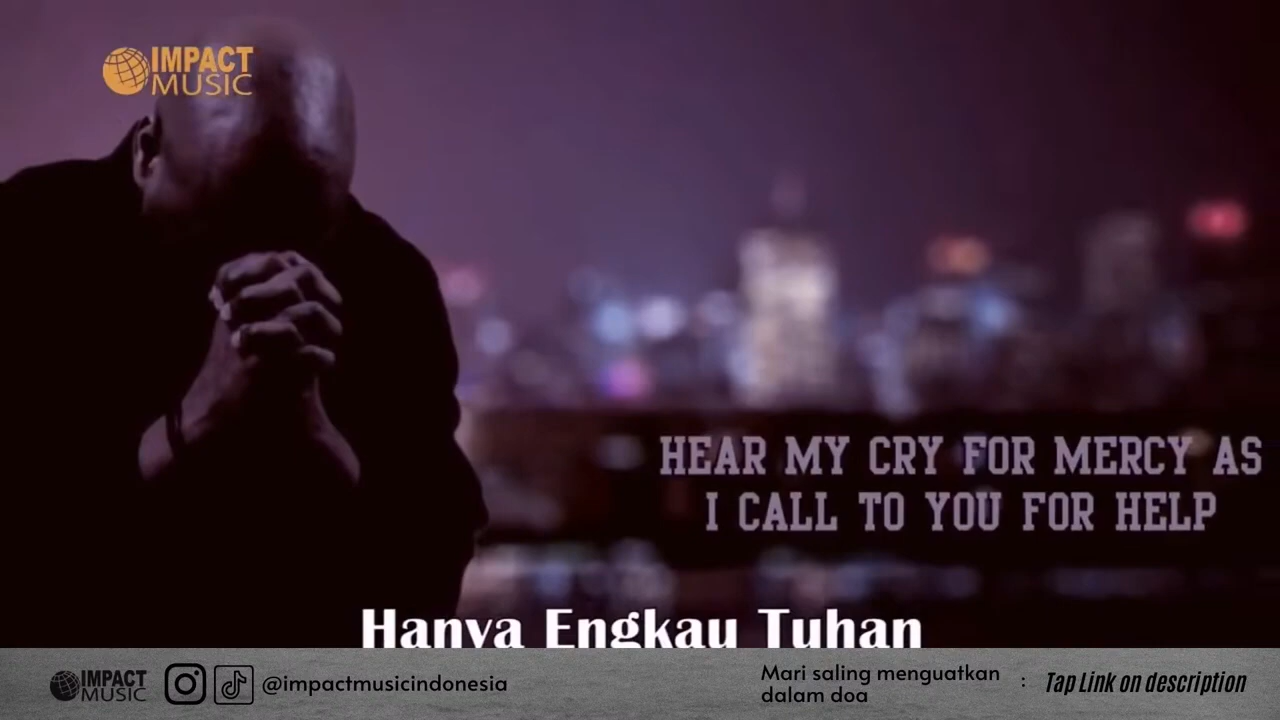 IMPACT
MUSIC
HEAR MY CRY FOR MERCY AS
I CALL TO YOU FOR HELP
Hanya Engkau Tuhan
IMPACT
MUSIC
@impactmusicindonesia
Mari saling menguatkan
dalam doa
: Tap Link on description